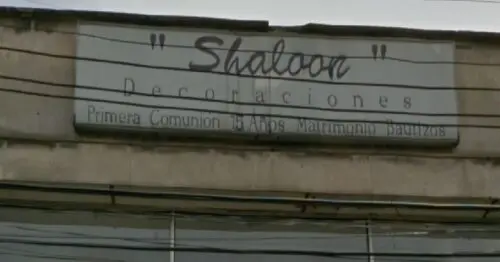 " Shaloon "
Decoraciones
Primera Comunion 15 Años Matrimonio Bautizos